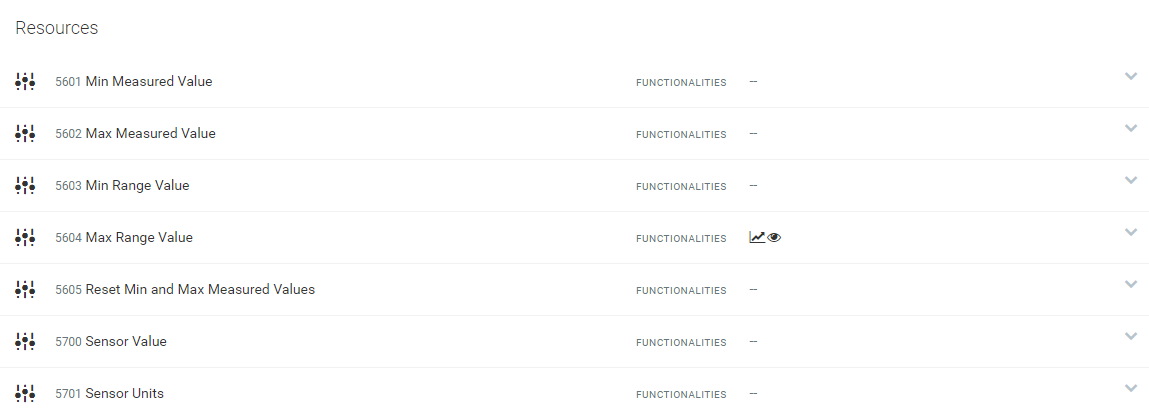 Resources
5601 Min Measured Value FUNCTIONALITIES --
5602 Max Measured Value FUNCTIONALITIES --
5603 Min Range Value FUNCTIONALITIES --
5604 Max Range Value FUNCTIONALITIES
5605 Reset Min and Max Measured Values FUNCTIONALITIES --
5700 Sensor Value FUNCTIONALITIES --
5701 Sensor Units FUNCTIONALITIES --